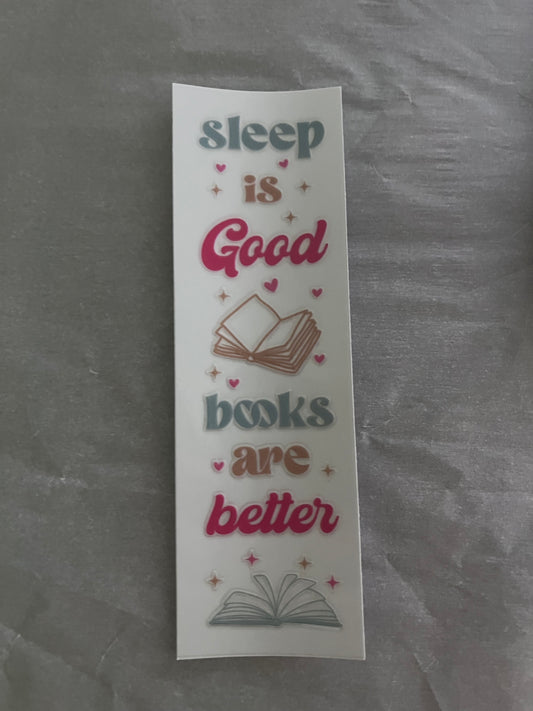 sleep
is
Good
books
are
better